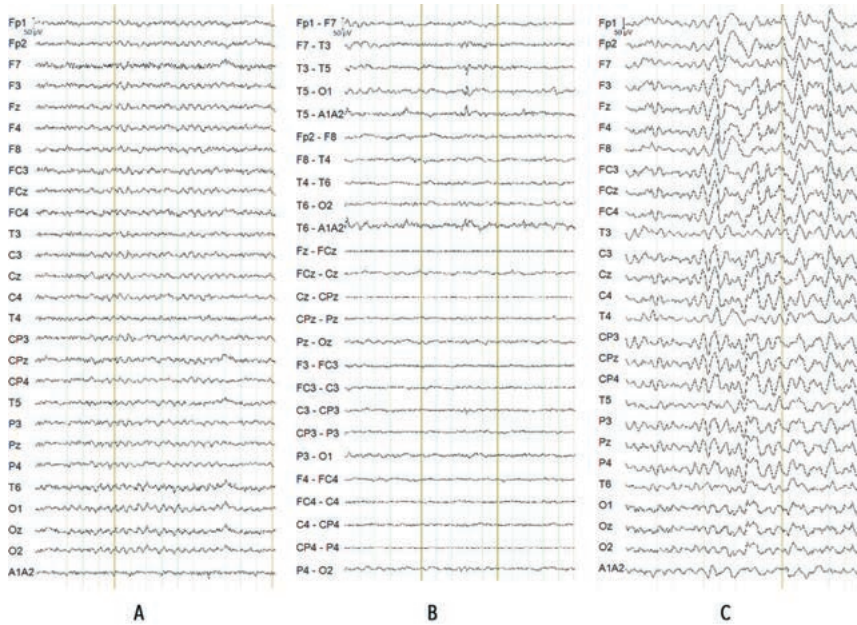 Fp1
50 μV
Fp2
F7
F3
Fz
F4
F8
FC3
FCz
FC4
T3
C3
Cz
C4
T4
CP3
CPz
CP4
T5
P3
Pz
P4
T6
O1
Oz
O2
A1A2
A
Fp1 - F7
50 μV
F7 - T3
T3 - T5
T5 - O1
T5 - A1A2
Fp2 - F8
F8 - T4
T4 - T6
T6 - O2
T6 - A1A2
Fz - FCz
FCz - Cz
Cz - CPz
CPz - Pz
Pz - Oz
F3 - FC3
FC3 - C3
C3 - CP3
CP3 - P3
P3 - O1
F4 - FC4
FC4 - C4
C4 - CP4
CP4 - P4
P4 - O2
B
Fp1
50 μV
Fp2
F7
F3
Fz
F4
F8
FC3
FCz
FC4
T3
C3
Cz
C4
T4
CP3
CPz
CP4
T5
P3
Pz
P4
T6
O1
Oz
O2
A1A2
C